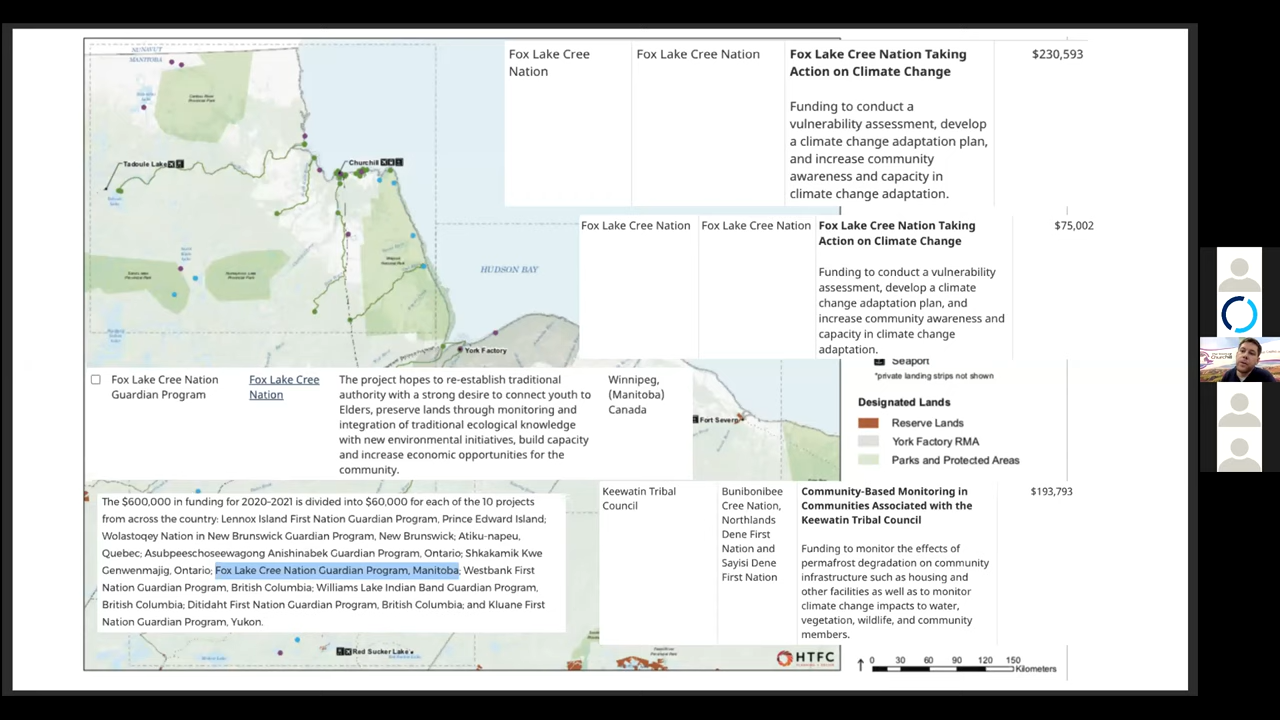 NUNAVUT
MANITOBA
Tadoule Lake
Churchill
HUDSON BAY
York Factory
Fox Lake Cree
Nation
Fox Lake Cree Nation
Fox Lake Cree Nation Taking
Action on Climate Change
$230,593
Funding to conduct a
vulnerability assessment, develop
a climate change adaptation plan,
and increase community
awareness and capacity in
climate change adaptation.
Fox Lake Cree Nation
Fox Lake Cree Nation
Fox Lake Cree Nation Taking
Action on Climate Change
$75,002
Funding to conduct a vulnerability
assessment, develop a climate
change adaptation plan, and
increase community awareness and
capacity in climate change
adaptation.
Seaport
*private landing strips not shown
Designated Lands
Reserve Lands
York Factory RMA
Parks and Protected Areas
Fox Lake Cree Nation
Guardian Program
Fox Lake Cree
Nation
The project hopes to re-establish traditional
authority with a strong desire to connect youth to
Elders, preserve lands through monitoring and
integration of traditional ecological knowledge
with new environmental initiatives, build capacity
and increase economic opportunities for the
community.
Winnipeg,
(Manitoba)
Canada
Fort Severn
The $600,000 in funding for 2020-2021 is divided into $60,000 for each of the 10 projects
from across the country: Lennox Island First Nation Guardian Program, Prince Edward Island;
Wolastoqey Nation in New Brunswick Guardian Program, New Brunswick; Atiku-napeu,
Quebec; Asubpeeschoseewagong Anishinabek Guardian Program, Ontario; Shkakamik Kwe
Genwenmajig, Ontario; Fox Lake Cree Nation Guardian Program, Manitoba; Westbank First
Nation Guardian Program, British Columbia; Williams Lake Indian Band Guardian Program,
British Columbia; Ditidaht First Nation Guardian Program, British Columbia; and Kluane First
Nation Guardian Program, Yukon.
Keewatin Tribal
Council
Bunibonibee
Cree Nation,
Northlands
Dene First
Nation and
Sayisi Dene
First Nation
Community-Based Monitoring in
Communities Associated with the
Keewatin Tribal Council
$193,793
Funding to monitor the effects of
permafrost degradation on community
infrastructure such as housing and
other facilities as well as to monitor
climate change impacts to water,
vegetation, wildlife, and community
members.
Red Sucker Lake
HTFC
0 30 60 90 120 150
Kilometers